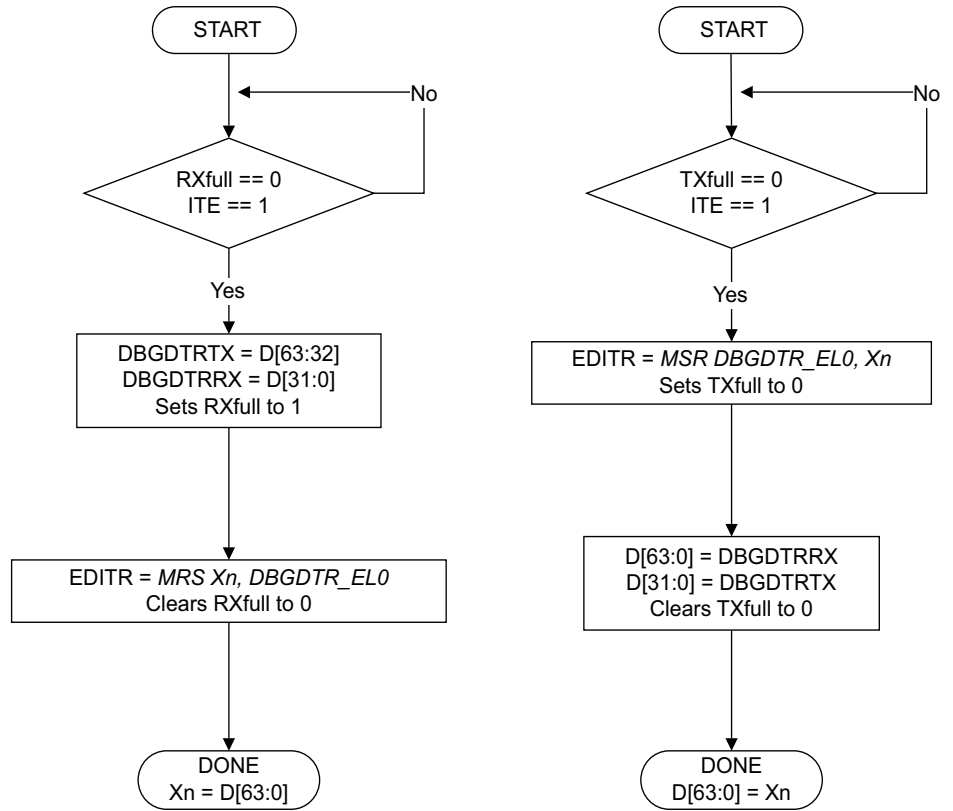 START
No
RXfull == 0
ITE == 1
Yes
DBGDTRTX = D[63:32]
DBGDTRRX = D[31:0]
Sets RXfull to 1
EDITR = MRS Xn, DBGDTR_EL0
Clears RXfull to 0
DONE
Xn = D[63:0]
START
No
TXfull == 0
ITE == 1
Yes
EDITR = MSR DBGDTR_EL0, Xn
Sets TXfull to 0
D[63:0] = DBGDTRRX
D[31:0] = DBGDTRTX
Clears TXfull to 0
DONE
D[63:0] = Xn